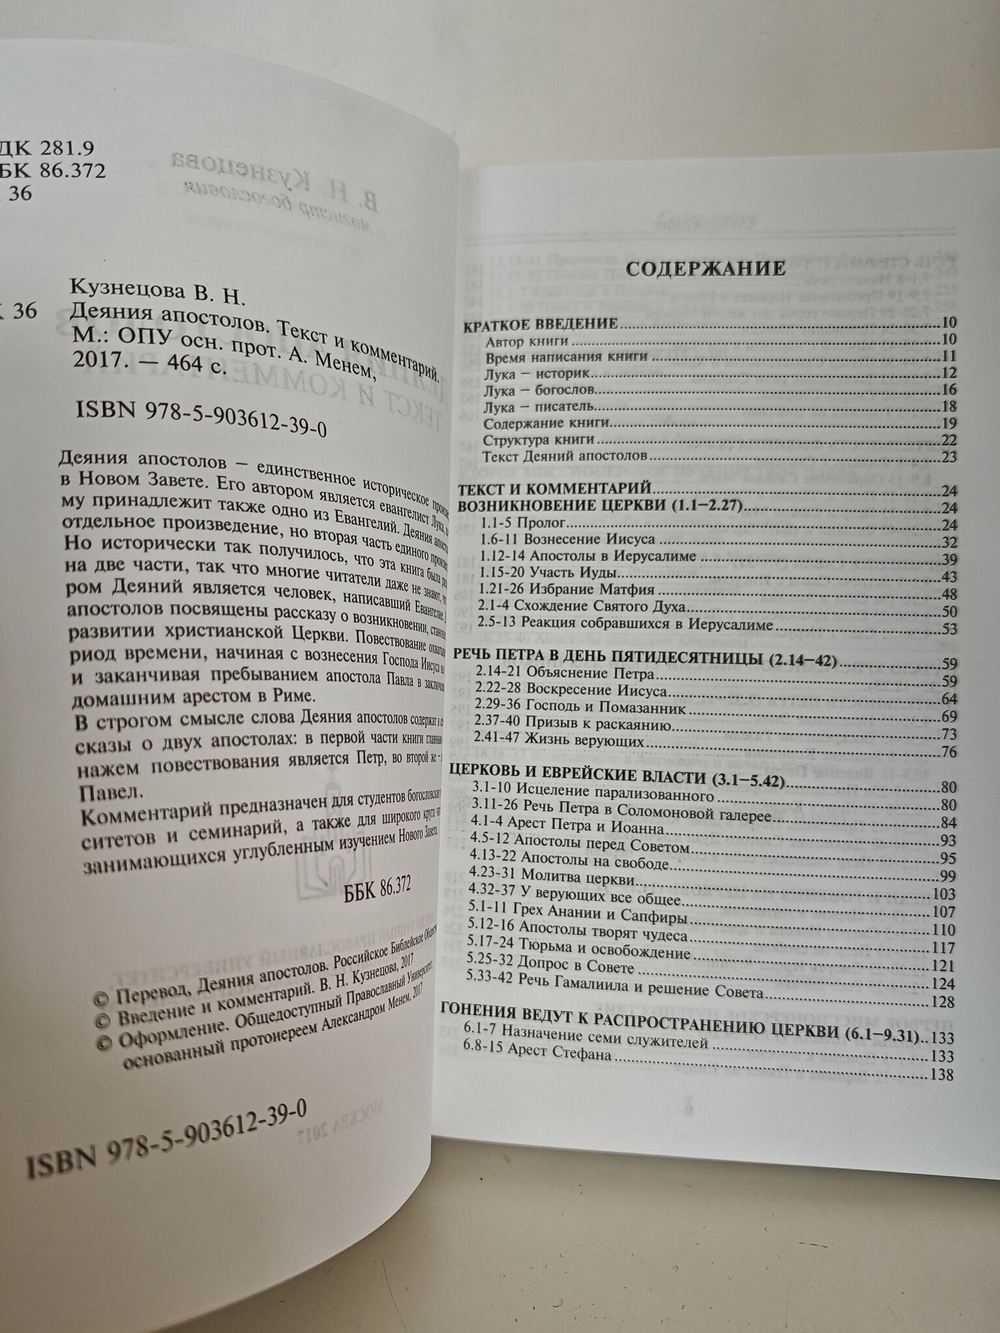 ДК 281.9
БК 86.372
36
К 36
Кузнецова В. Н.
Деяния апостолов. Текст и комментарий.
М.: ОПУ осн. прот. А. Менем,
2017. — 464 с.
ISBN 978-5-903612-39-0
Деяния апостолов – единственное историческое
в Новом Завете. Его автором является евангелист Лука,
му принадлежит также одно из Евангелий. Деяния
отдельное произведение, но вторая часть единого
Но исторически так получилось, что эта книга была
на две части, так что многие читатели даже не знают,
ром Деяний является человек, написавший Евангелие.
апостолов посвящены рассказу о возникновении,
развитии христианской Церкви. Повествование
риод времени, начиная с вознесения Господа Иисуса
и заканчивая пребыванием апостола Павла в
домашним арестом в Риме.
В строгом смысле слова Деяния апостолов содержат
сказы о двух апостолах: в первой части книги
нажем повествования является Петр, во второй же –
Павел.
Комментарий предназначен для студентов
ситетов и семинарий, а также для широкого круга
занимающихся углубленным изучением Нового Завета.
ББК 86.372
© Перевод, Деяния апостолов. Российское Библейское
© Введение и комментарий. В. Н. Кузнецова, 2017
© Оформление. Общедоступный Православный Университет,
основанный протоиереем Александром Менем, 2017
ISBN 978-5-903612-39-0
СОДЕРЖАНИЕ
КРАТКОЕ ВВЕДЕНИЕ 10
Автор книги 10
Время написания книги 11
Лука – историк 12
Лука – богослов 16
Лука – писатель 18
Содержание книги 19
Структура книги 22
Текст Деяний апостолов 23
ТЕКСТ И КОММЕНТАРИЙ 24
ВОЗНИКНОВЕНИЕ ЦЕРКВИ (1.1–2.27) 24
1.1-5 Пролог 24
1.6-11 Вознесение Иисуса 32
1.12-14 Апостолы в Иерусалиме 39
1.15-20 Участь Иуды 43
1.21-26 Избрание Матфия 48
2.1-4 Схождение Святого Духа 50
2.5-13 Реакция собравшихся в Иерусалиме 53
РЕЧЬ ПЕТРА В ДЕНЬ ПЯТИДЕСЯТНИЦЫ (2.14–42) 59
2.14-21 Объяснение Петра 59
2.22-28 Воскресение Иисуса 64
2.29-36 Господь и Помазанник 69
2.37-40 Призыв к раскаянию 73
2.41-47 Жизнь верующих 76
ЦЕРКОВЬ И ЕВРЕЙСКИЕ ВЛАСТИ (3.1–5.42) 80
3.1-10 Исцеление парализованного 80
3.11-26 Речь Петра в Соломоновой галерее 84
4.1-4 Арест Петра и Иоанна 93
4.5-12 Апостолы перед Советом 95
4.13-22 Апостолы на свободе 99
4.23-31 Молитва церкви 103
4.32-37 У верующих все общее 107
5.1-11 Грех Анании и Сапфиры 110
5.12-16 Апостолы творят чудеса 117
5.17-24 Тюрьма и освобождение 121
5.25-32 Допрос в Совете 124
5.33-42 Речь Гамалиила и решение Совета 128
ГОНЕНИЯ ВЕДУТ К РАСПРОСТРАНЕНИЮ ЦЕРКВИ (6.1–9.31) 133
6.1-7 Назначение семи служителей 133
6.8-15 Арест Стефана 138